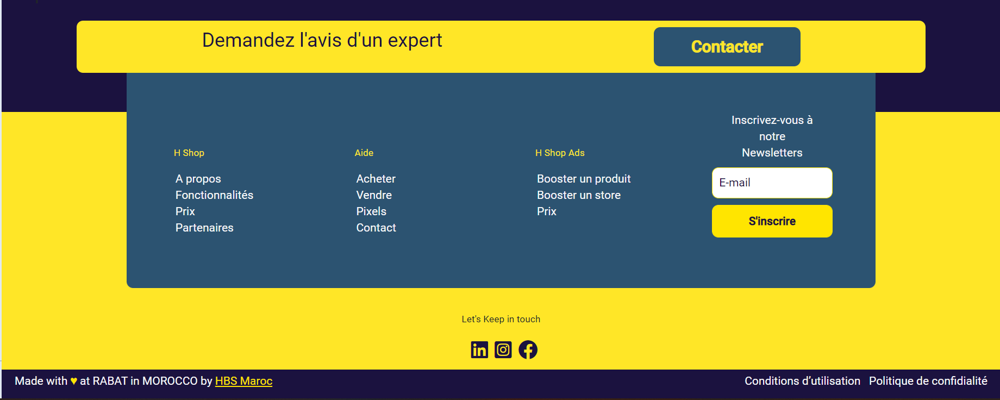 Demandez l'avis d'un expert
Contacter
H Shop
A propos
Fonctionnalités
Prix
Partenaires
Aide
Acheter
Vendre
Pixels
Contact
H Shop Ads
Booster un produit
Booster un store
Prix
Inscrivez-vous à
notre
Newsletters
E-mail
S'inscrire
Let's Keep in touch
Made with ♥ at RABAT in MOROCCO by HBS Maroc
Conditions d’utilisation Politique de confidialité